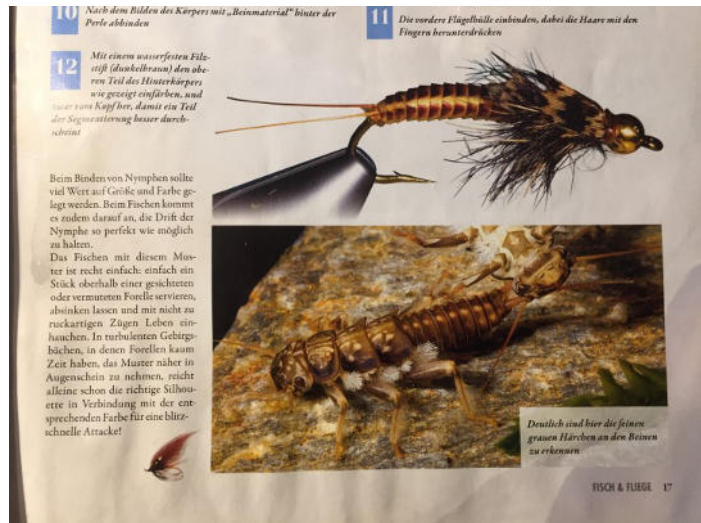 10
Nach dem Bilden des Körpers mit „Beinmaterial“ hinter der
Perle abbinden
11
Die vordere Flügelhülle einbinden, dabei die Haare mit den
Fingern herunterdrücken
12
Mit einem wasserfesten Filz-
stift (dunkelbraun) den obe-
ren Teil des Hinterkörpers
wie gezeigt einfärben, und
zwar vom Kopf her, damit ein Teil
der Segmentierung besser durch-
scheint
Beim Binden von Nymphen sollte
viel Wert auf Größe und Farbe ge-
legt werden. Beim Fischen kommt
es zudem darauf an, die Drift der
Nymphe so perfekt wie möglich
zu halten.
Das Fischen mit diesem Mus-
ter ist recht einfach: einfach ein
Stück oberhalb einer gesichteten
oder vermuteten Forelle servieren,
absinken lassen und mit nicht zu
ruckartigen Zügen Leben ein-
hauchen. In turbulenten Gebirgs-
bächen, in denen Forellen kaum
Zeit haben, das Muster näher in
Augenschein zu nehmen, reicht
alleine schon die richtige Silhou-
ette in Verbindung mit der ent-
sprechenden Farbe für eine blitz-
schnelle Attacke!
Deutlich sind hier die feinen
grauen Härchen an den Beinen
zu erkennen
FISCH & FLIEGE 17